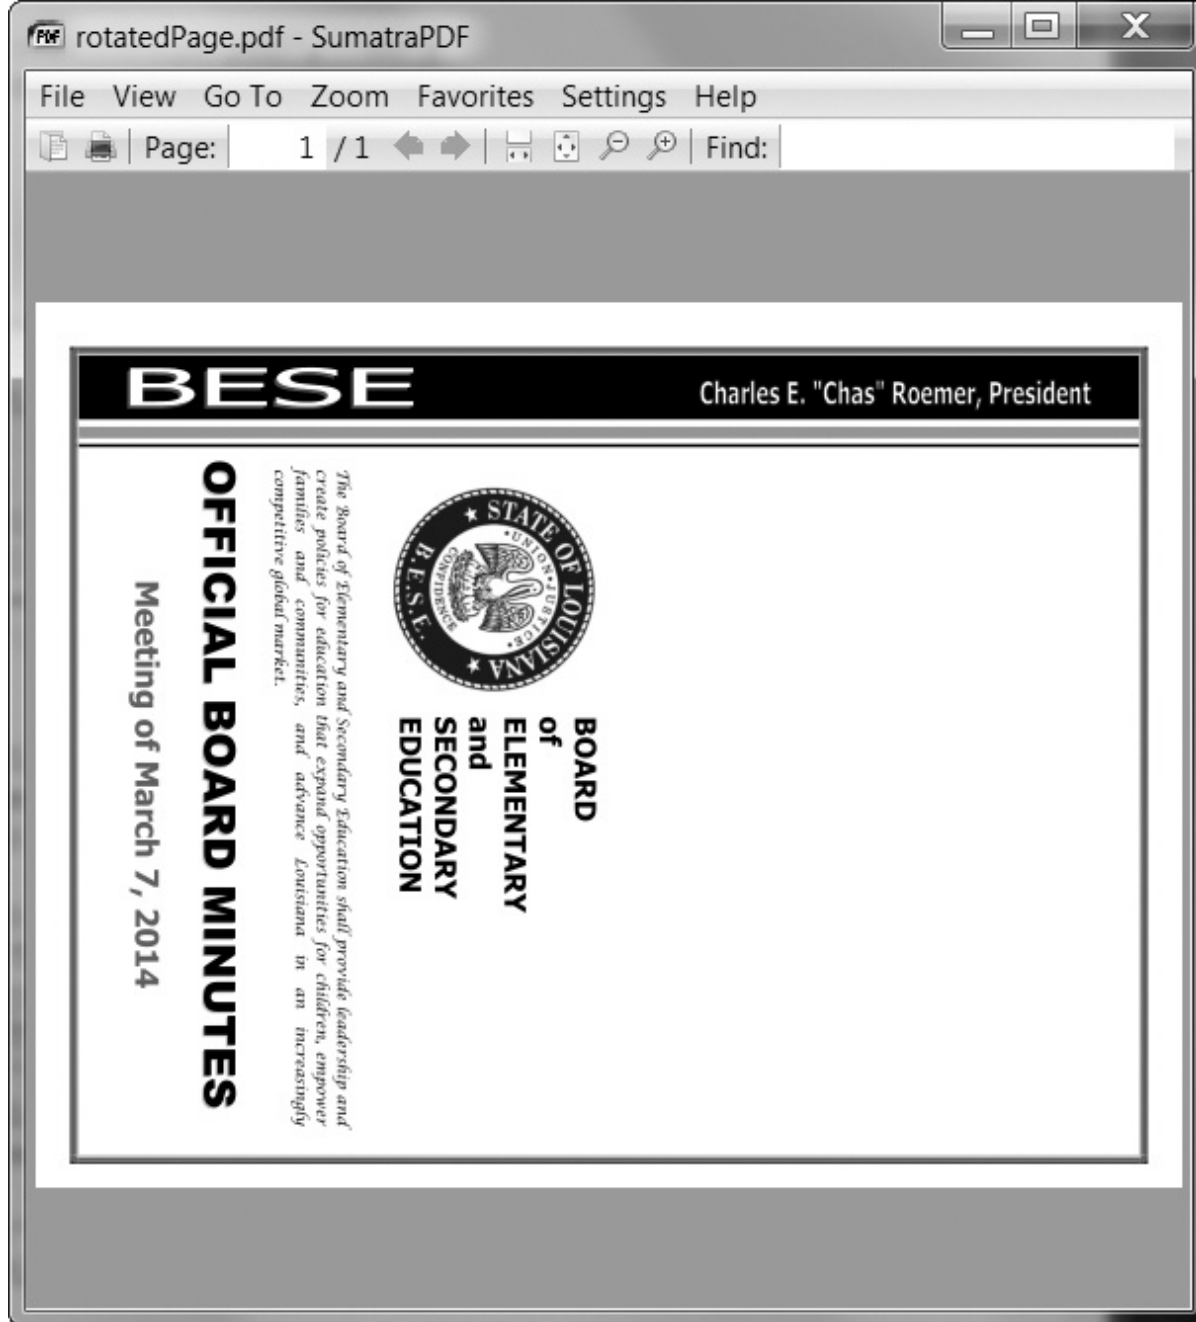 rotatedPage.pdf - SumatraPDF
File View Go To Zoom Favorites Settings Help
Page: 1 / 1 Find:
BESE
Charles E. "Chas" Roemer, President
STATE OF LOUISIANA
UNION · JUSTICE
CONFIDENCE
B.E.S.E.
BOARD
of
ELEMENTARY
and
SECONDARY
EDUCATION
The Board of Elementary and Secondary Education shall provide leadership and
create policies for education that expand opportunities for children, empower
families and communities, and advance Louisiana in an increasingly
competitive global market.
OFFICIAL BOARD MINUTES
Meeting of March 7, 2014